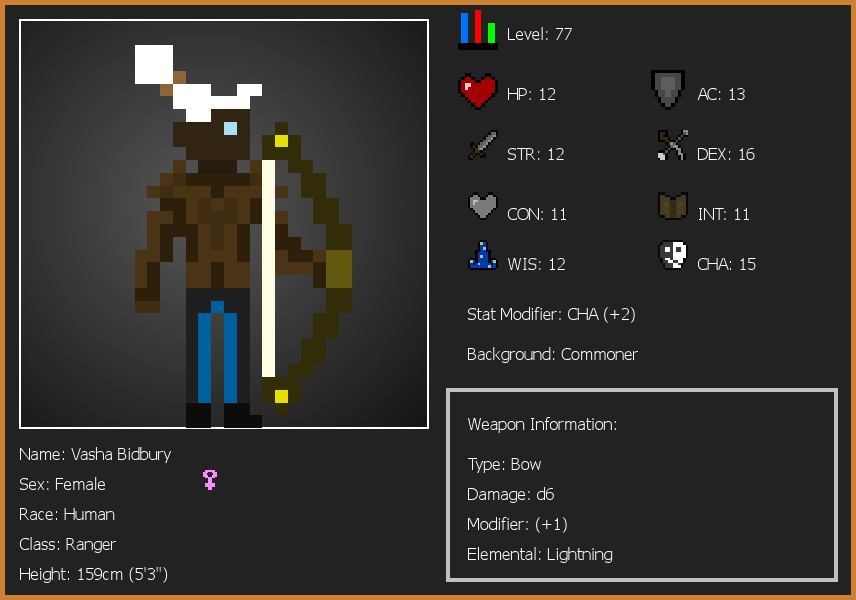 Level: 77
HP: 12
AC: 13
STR: 12
DEX: 16
CON: 11
INT: 11
WIS: 12
CHA: 15
Stat Modifier: CHA (+2)
Background: Commoner
Weapon Information:
Type: Bow
Damage: d6
Modifier: (+1)
Elemental: Lightning
Name: Vasha Bidbury
Sex: Female
Race: Human
Class: Ranger
Height: 159cm (5'3")